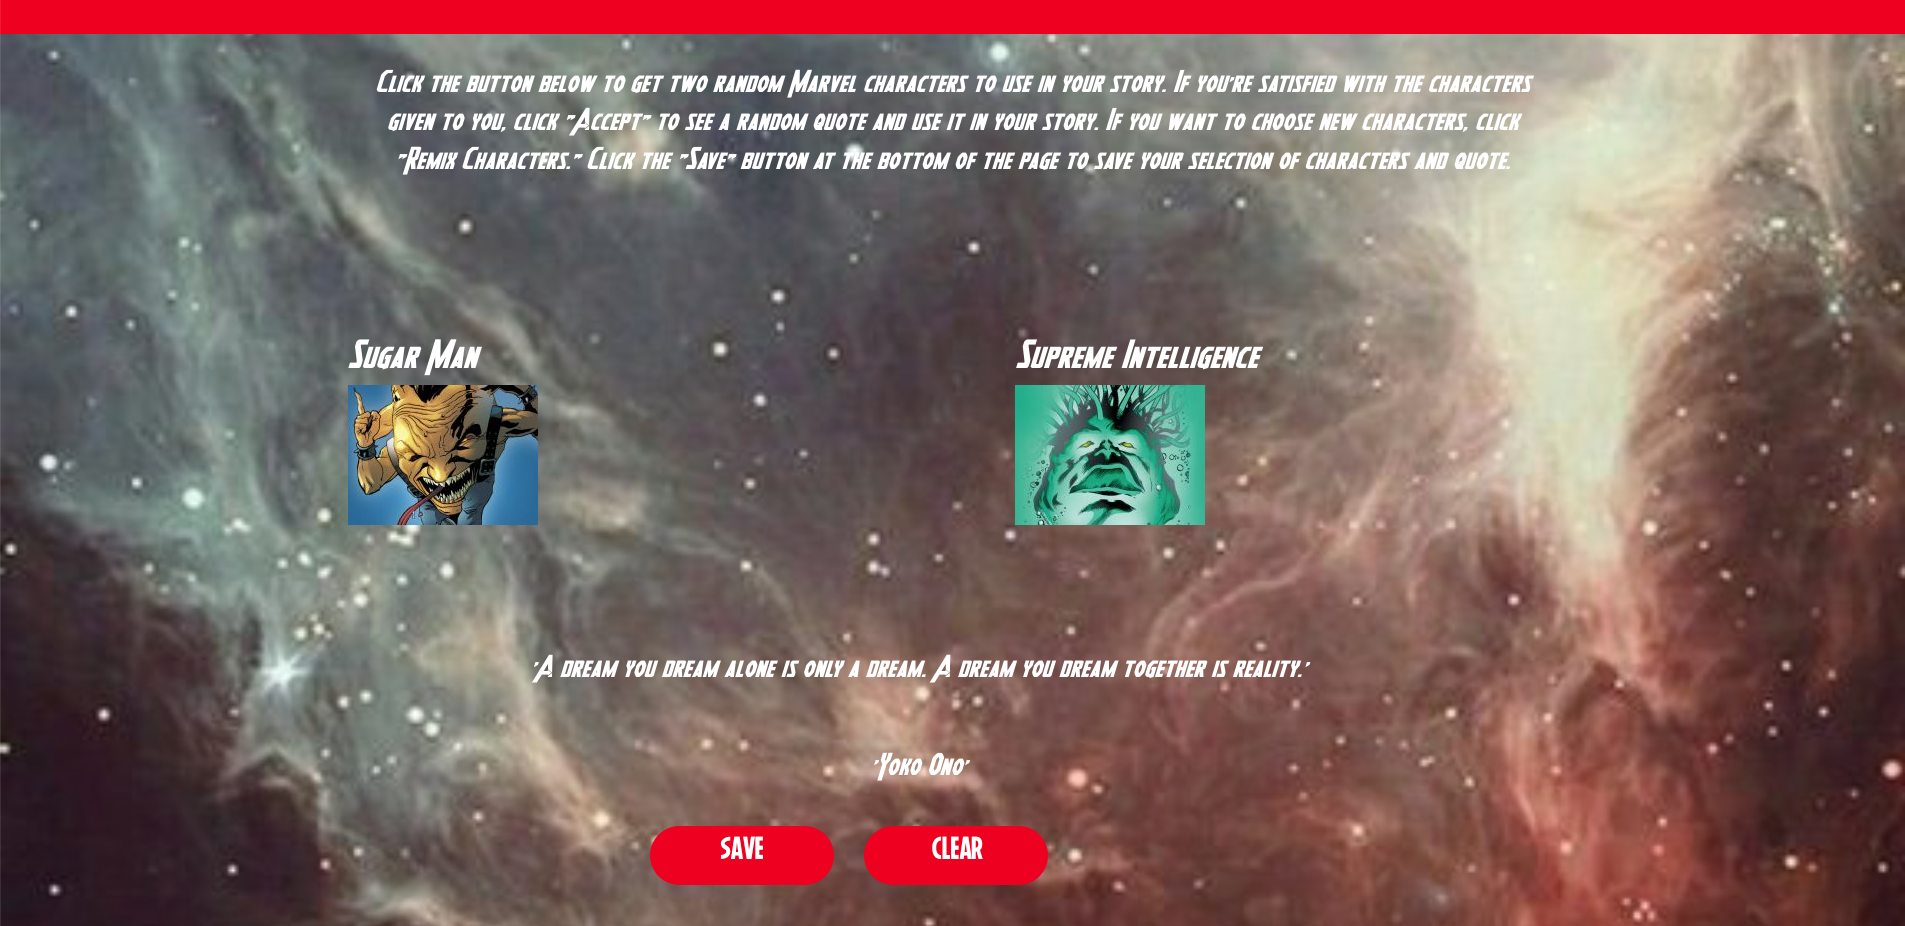 Click the button below to get two random Marvel characters to use in your story. If you're satisfied with the characters
given to you, click "Accept" to see a random quote and use it in your story. If you want to choose new characters, click
"Remix Characters." Click the "Save" button at the bottom of the page to save your selection of characters and quote.
Sugar Man
Supreme Intelligence
'A dream you dream alone is only a dream. A dream you dream together is reality.'
'Yoko Ono'
SAVE
CLEAR